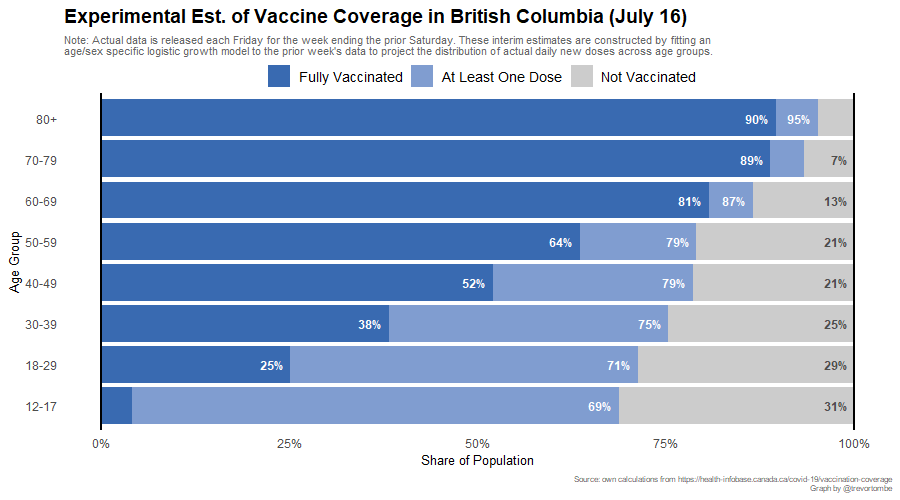 Experimental Est. of Vaccine Coverage in British Columbia (July 16)
Note: Actual data is released each Friday for the week ending the prior Saturday. These interim estimates are constructed by fitting an
age/sex specific logistic growth model to the prior week's data to project the distribution of actual daily new doses across age groups.
Fully Vaccinated At Least One Dose Not Vaccinated
Age Group
80+ 90% 95%
70-79 89% 7%
60-69 81% 87% 13%
50-59 64% 79% 21%
40-49 52% 79% 21%
30-39 38% 75% 25%
18-29 25% 71% 29%
12-17 69% 31%
0% 25% 50% 75% 100%
Share of Population
Source: own calculations from https://health-infobase.canada.ca/covid-19/vaccination-coverage
Graph by @trevortombe